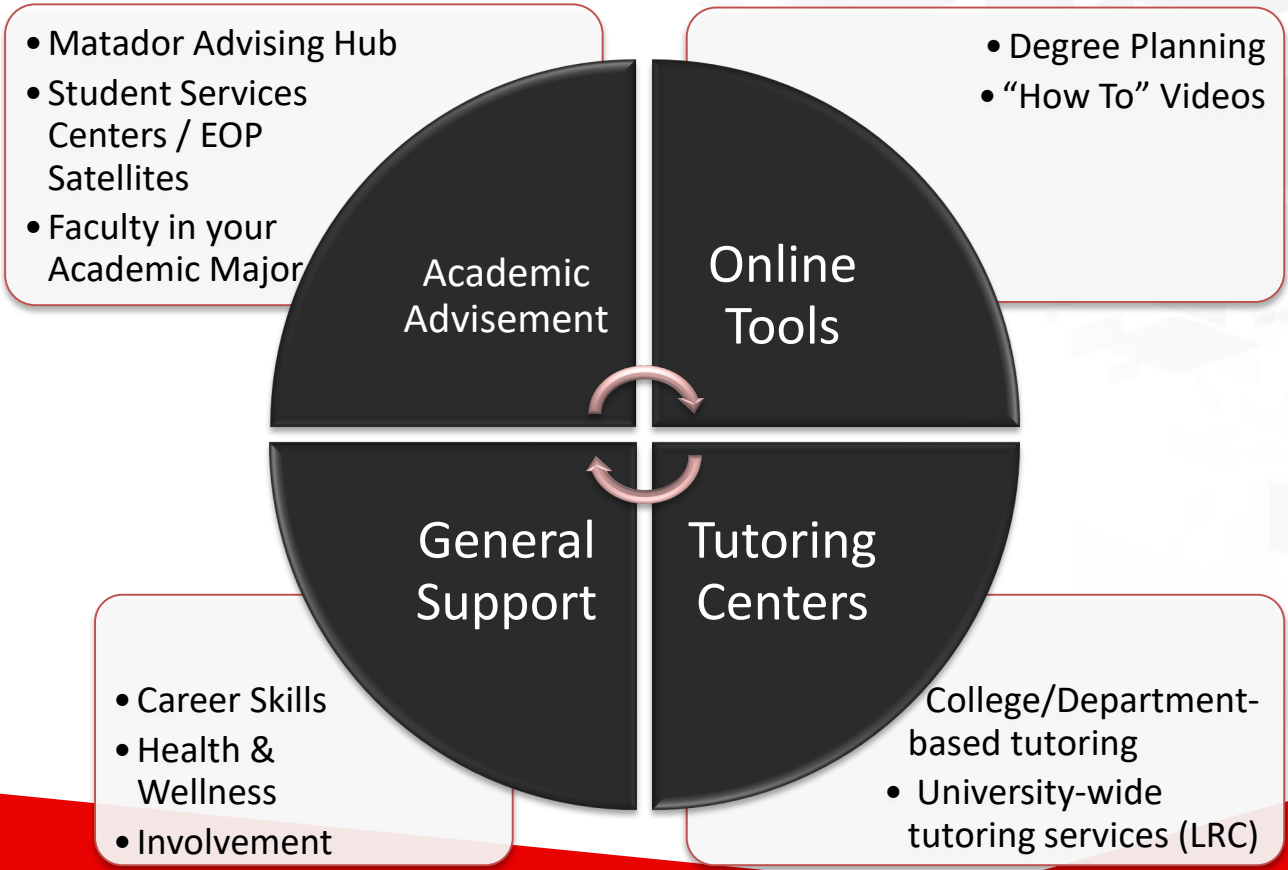 • Matador Advising Hub
• Student Services
Centers / EOP
Satellites
• Faculty in your
Academic Major
• Degree Planning
• “How To” Videos
Academic
Advisement
Online
Tools
General
Support
Tutoring
Centers
• Career Skills
• Health &
Wellness
• Involvement
College/Department-
based tutoring
• University-wide
tutoring services (LRC)